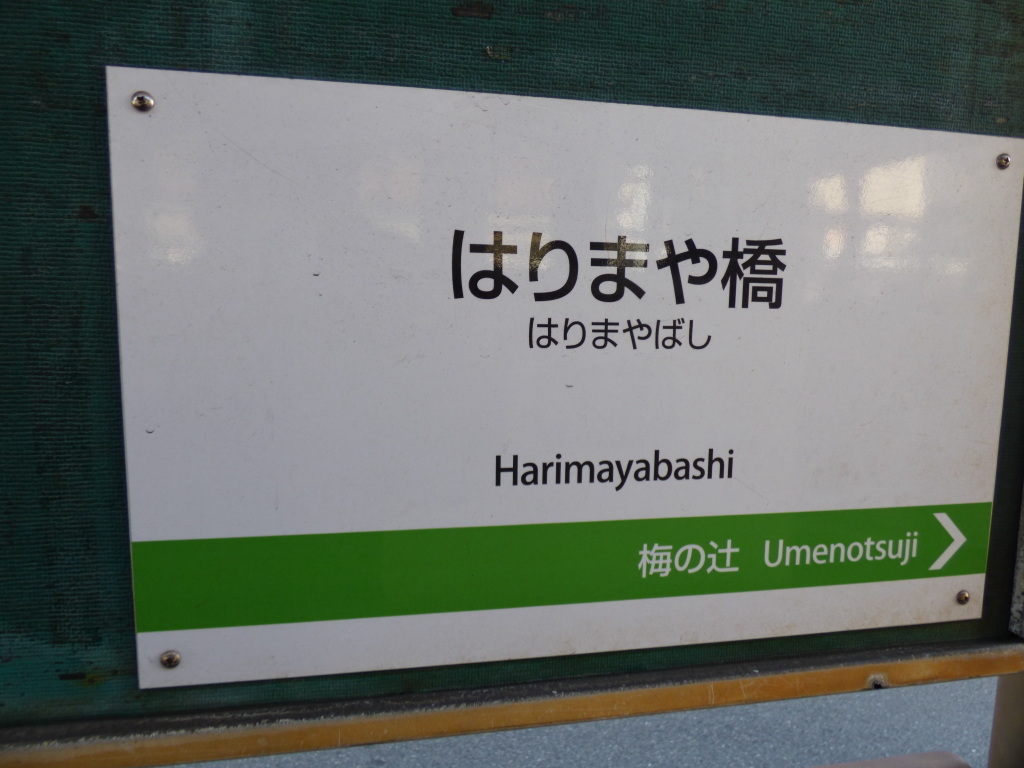 はりまや橋
はりまやばし
Harimayabashi
梅の辻 Umenotsuji